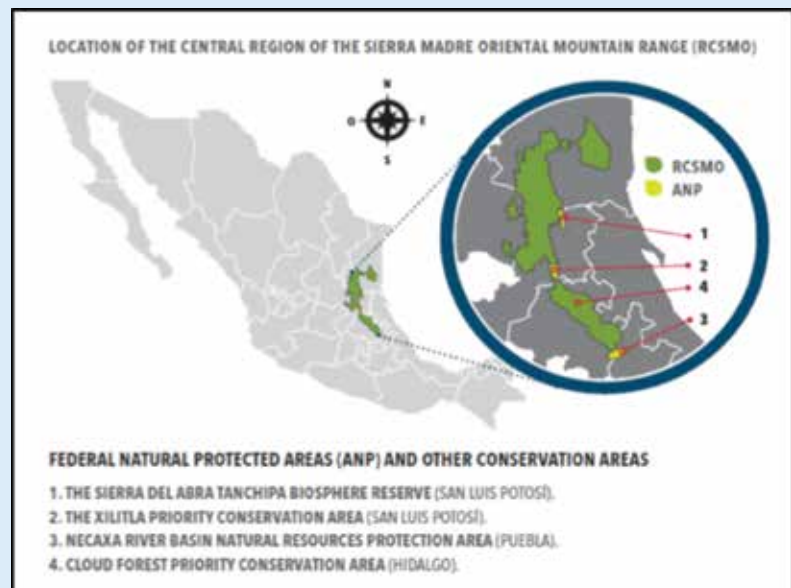 LOCATION OF THE CENTRAL REGION OF THE SIERRA MADRE ORIENTAL MOUNTAIN RANGE (RCSMO)
N
O E
S
RCSMO
ANP
1
2
4
3
FEDERAL NATURAL PROTECTED AREAS (ANP) AND OTHER CONSERVATION AREAS
1. THE SIERRA DEL ABRA TANCHIPA BIOSPHERE RESERVE (SAN LUIS POTOSÍ).
2. THE XILITLA PRIORITY CONSERVATION AREA (SAN LUIS POTOSÍ).
3. NECAXA RIVER BASIN NATURAL RESOURCES PROTECTION AREA (PUEBLA).
4. CLOUD FOREST PRIORITY CONSERVATION AREA (HIDALGO).